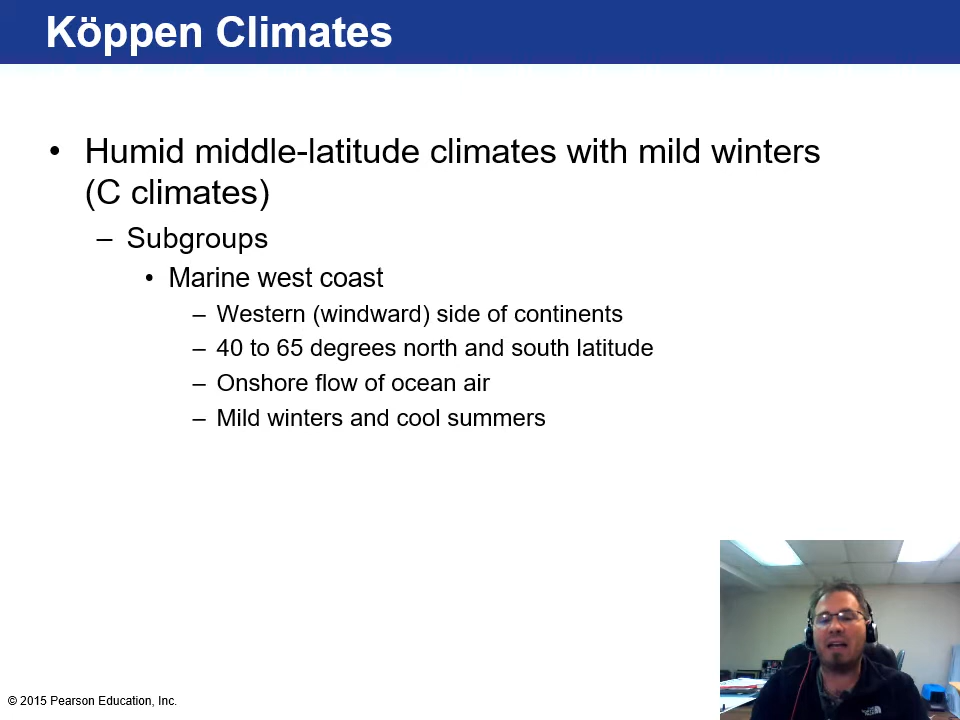 Köppen Climates
• Humid middle-latitude climates with mild winters
(C climates)
– Subgroups
• Marine west coast
– Western (windward) side of continents
– 40 to 65 degrees north and south latitude
– Onshore flow of ocean air
– Mild winters and cool summers
© 2015 Pearson Education, Inc.